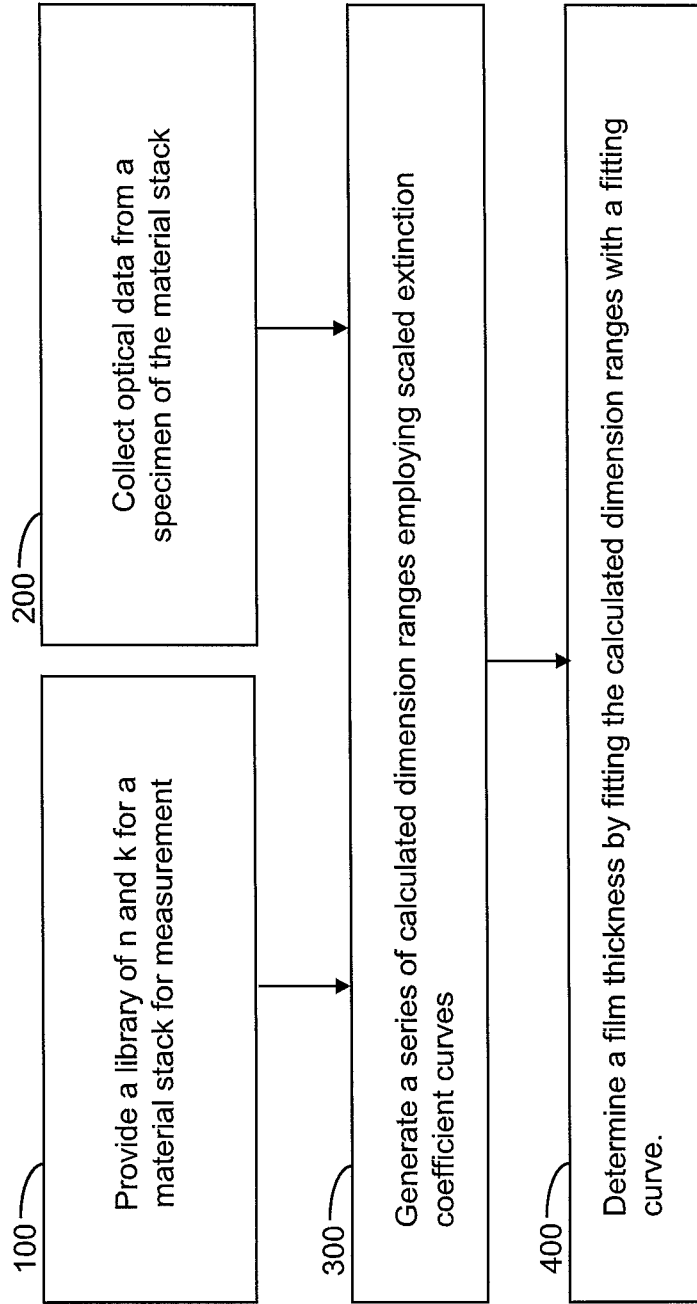 100
Provide a library of n and k for a
material stack for measurement
200
Collect optical data from a
specimen of the material stack
300
Generate a series of calculated dimension ranges employing scaled extinction
coefficient curves
400
Determine a film thickness by fitting the calculated dimension ranges with a fitting
curve.